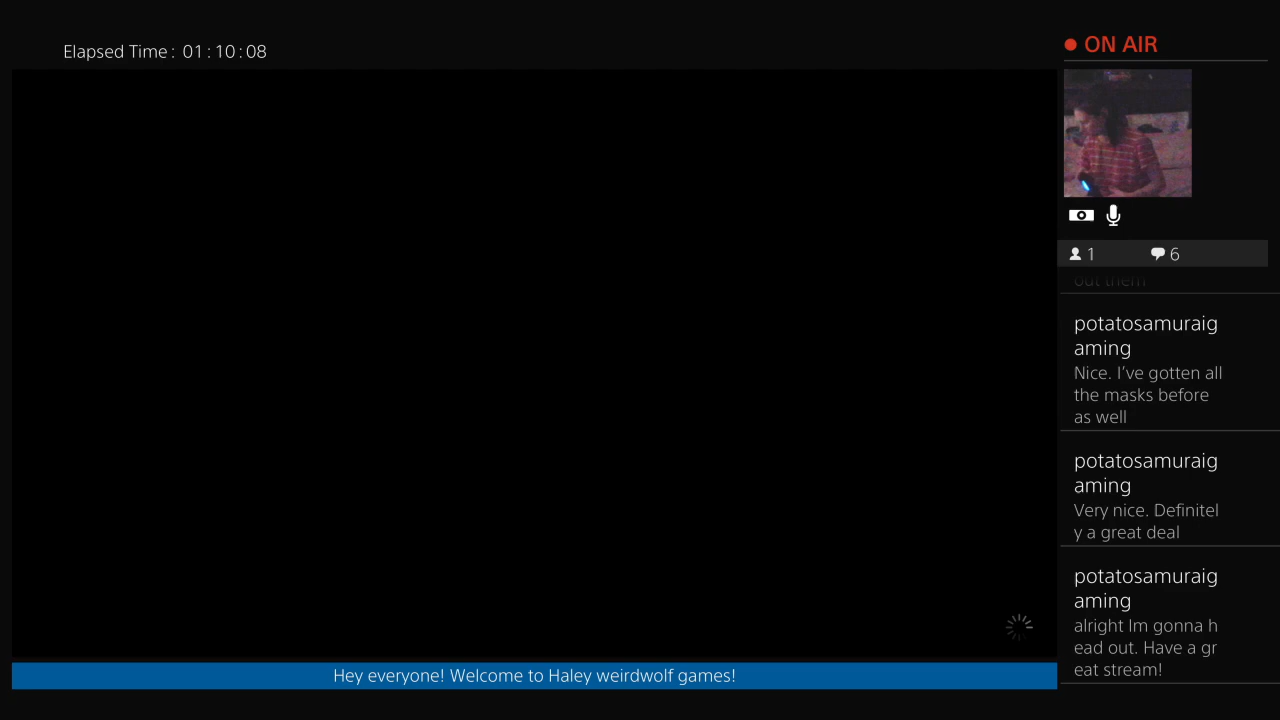 Elapsed Time: 01:10:08
ON AIR
1 6
out them
potatosamuraig
aming
Nice. I've gotten all
the masks before
as well
potatosamuraig
aming
Very nice. Definitel
y a great deal
potatosamuraig
aming
alright Im gonna h
ead out. Have a gr
eat stream!
Hey everyone! Welcome to Haley weirdwolf games!